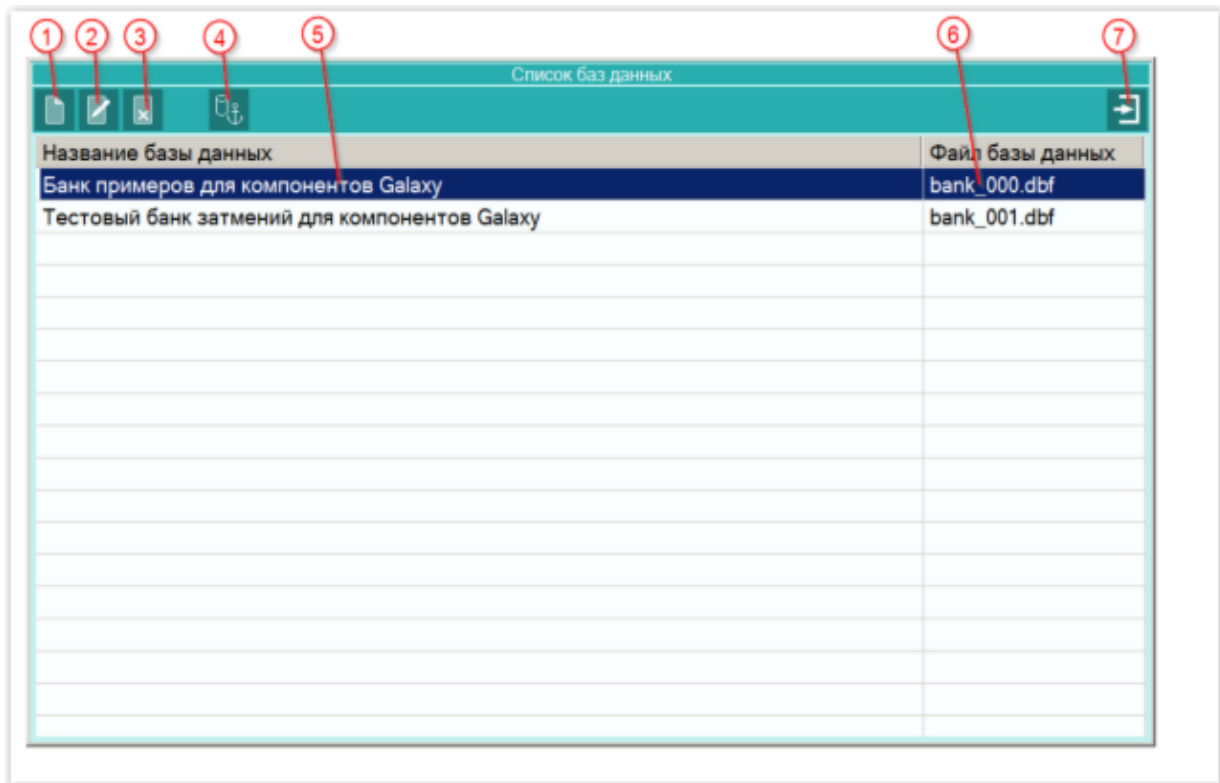 1 2 3 4 5 6 7
Список баз данных
Название базы данных Файл базы данных
Банк примеров для компонентов Galaxy bank_000.dbf
Тестовый банк затмений для компонентов Galaxy bank_001.dbf